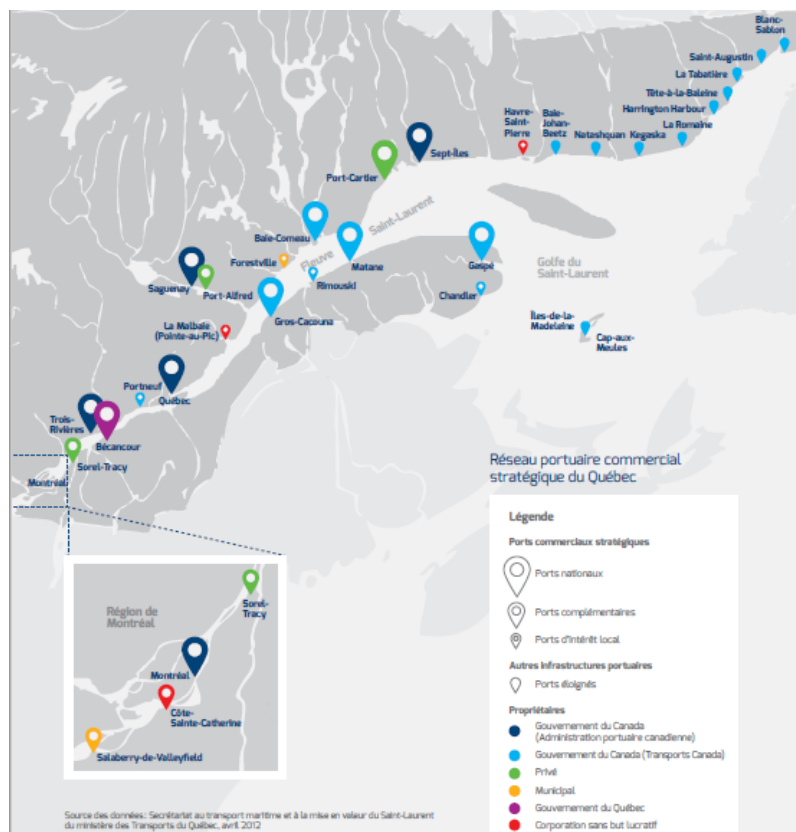 Blanc-
Sablon
Saint-Augustin
La Tabatière
Tête-à-la-Baleine
Harrington Harbour
La Romaine
Havre-
Saint-
Pierre
Baie-
Johan-
Beetz
Natashquan
Kegaska
Sept-Îles
Port-Cartier
Fleuve Saint-Laurent
Baie-Comeau
Forestville
Matane
Rimouski
Gaspé
Chandler
Golfe du
Saint-Laurent
Saguenay
Port-Alfred
Gros-Cacouna
La Malbaie
(Pointe-au-Pic)
Îles-de-la-
Madeleine
Cap-aux-
Meules
Portneuf
Québec
Trois-
Rivières
Bécancour
Sorel-Tracy
Montréal
Région de
Montréal
Sorel-
Tracy
Montréal
Côte-
Sainte-Catherine
Salaberry-de-Valleyfield
Réseau portuaire commercial
stratégique du Québec
Légende
Ports commerciaux stratégiques
Ports nationaux
Ports complémentaires
Ports d'intérêt local
Autres infrastructures portuaires
Ports éloignés
Propriétaires
Gouvernement du Canada
(Administration portuaire canadienne)
Gouvernement du Canada (Transports Canada)
Privé
Municipal
Gouvernement du Québec
Corporation sans but lucratif
Source des données : Secrétariat au transport maritime et à la mise en valeur du Saint-Laurent
du ministère des Transports du Québec, avril 2012